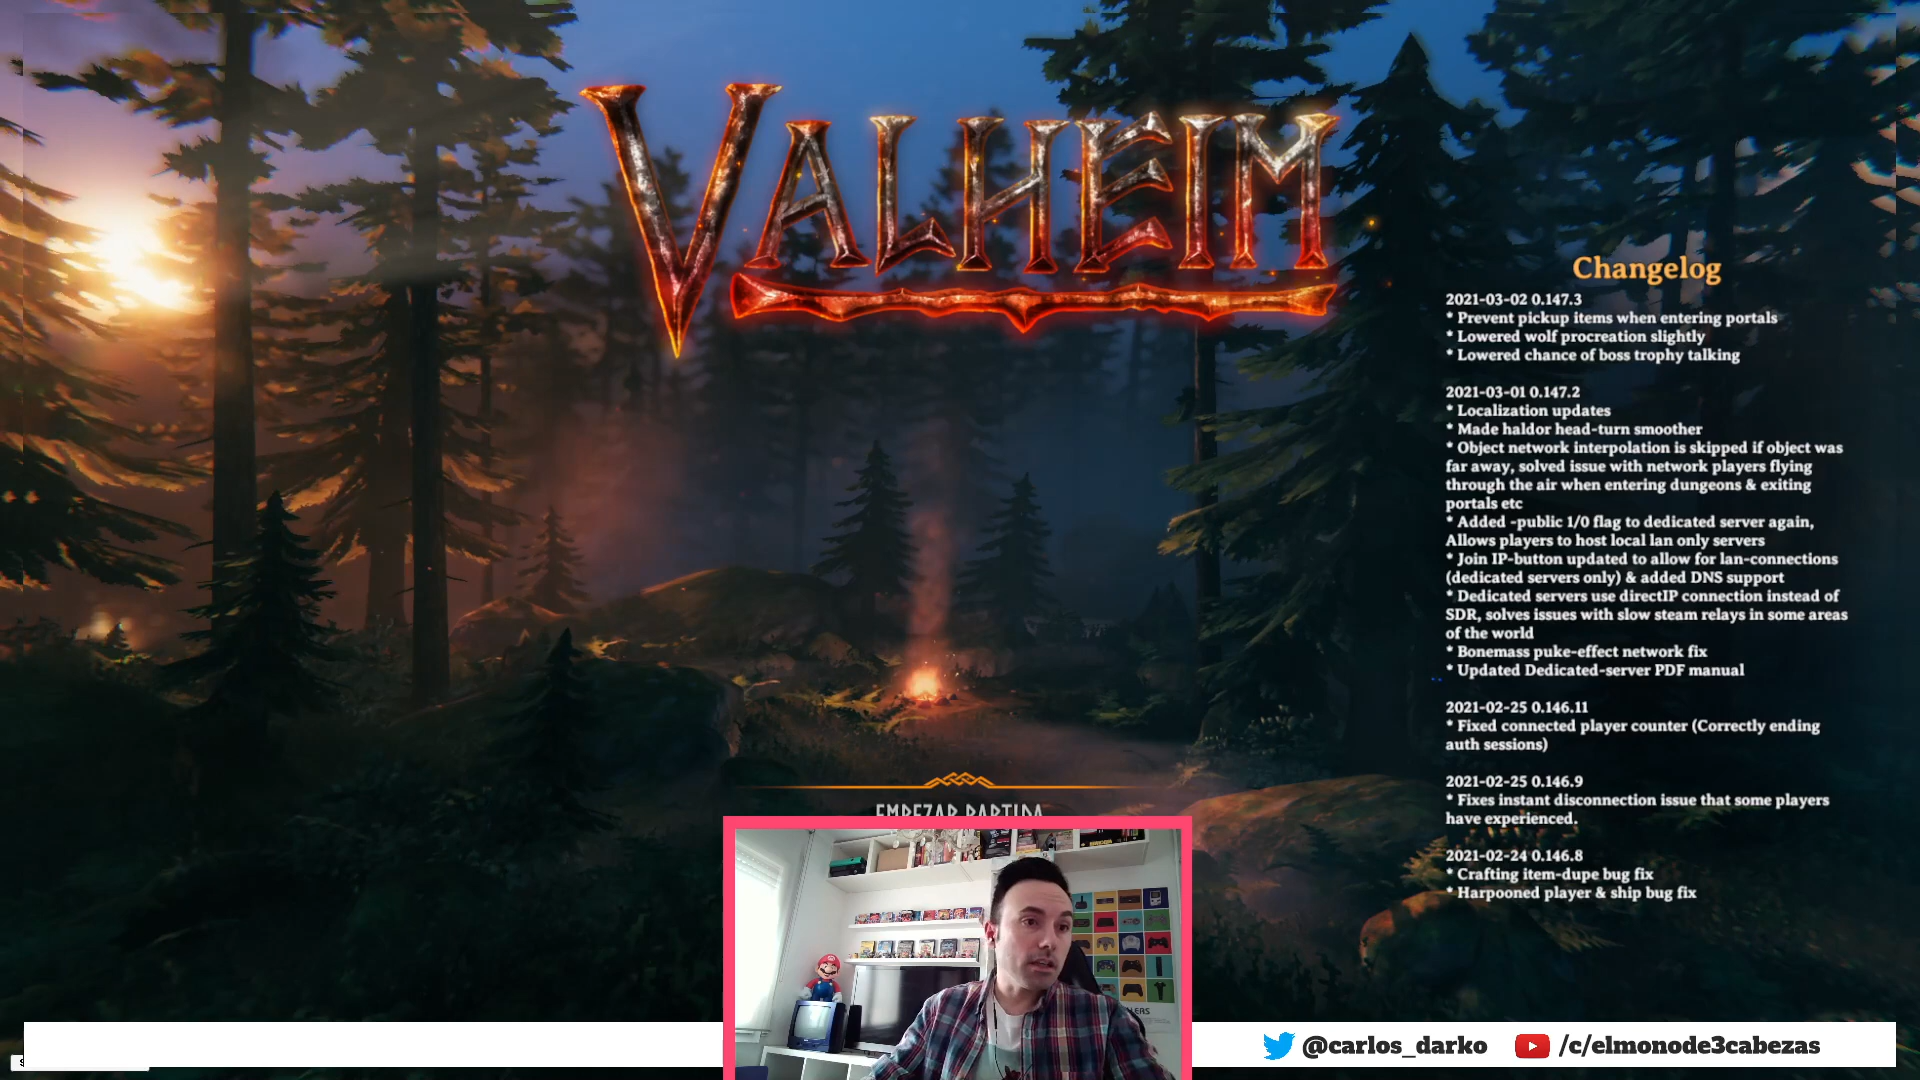 VALHEIM
Changelog
2021-03-02 0.147.3
* Prevent pickup items when entering portals
* Lowered wolf procreation slightly
* Lowered chance of boss trophy talking
2021-03-01 0.147.2
* Localization updates
* Made haldor head-turn smoother
* Object network interpolation is skipped if object was
far away, solved issue with network players flying
through the air when entering dungeons & exiting
portals etc
* Added -public 1/0 flag to dedicated server again,
Allows players to host local lan only servers
* Join IP-button updated to allow for lan-connections
(dedicated servers only) & added DNS support
* Dedicated servers use directIP connection instead of
SDR, solves issues with slow steam relays in some areas
of the world
* Bonemass puke-effect network fix
* Updated Dedicated-server PDF manual
2021-02-25 0.146.11
* Fixed connected player counter (Correctly ending
auth sessions)
2021-02-25 0.146.9
* Fixes instant disconnection issue that some players
have experienced.
2021-02-24 0.146.8
* Crafting item-dupe bug fix
* Harpooned player & ship bug fix
EMPEZAR PARTIDA
@carlos_darko
/c/elmonode3cabezas